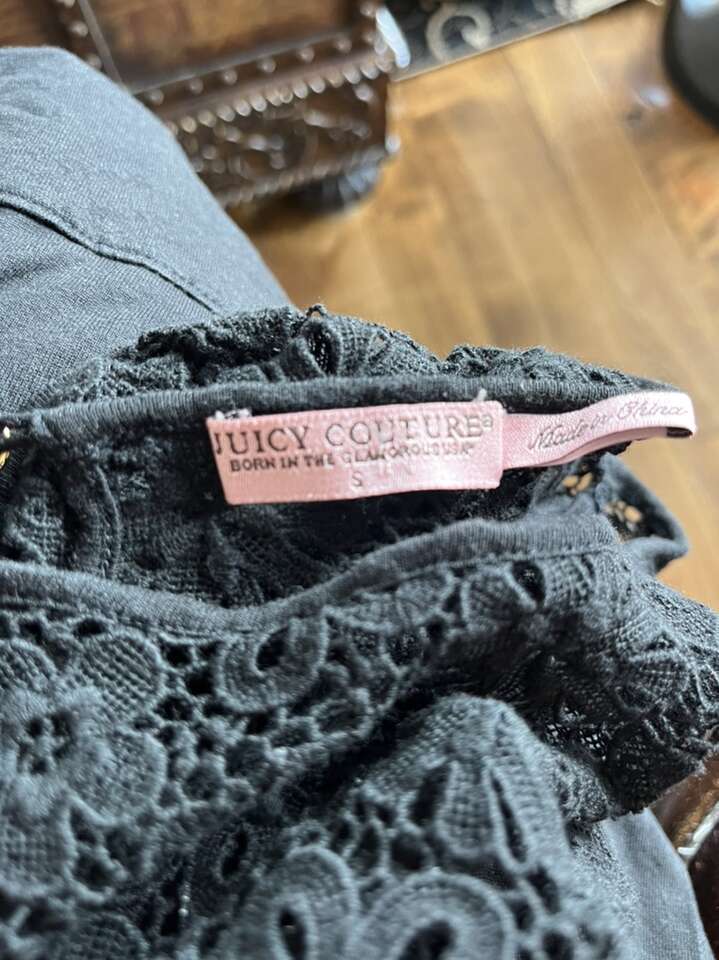 JUICY COUTURE®
BORN IN THE GLAMOROUS USA
S
Made in China